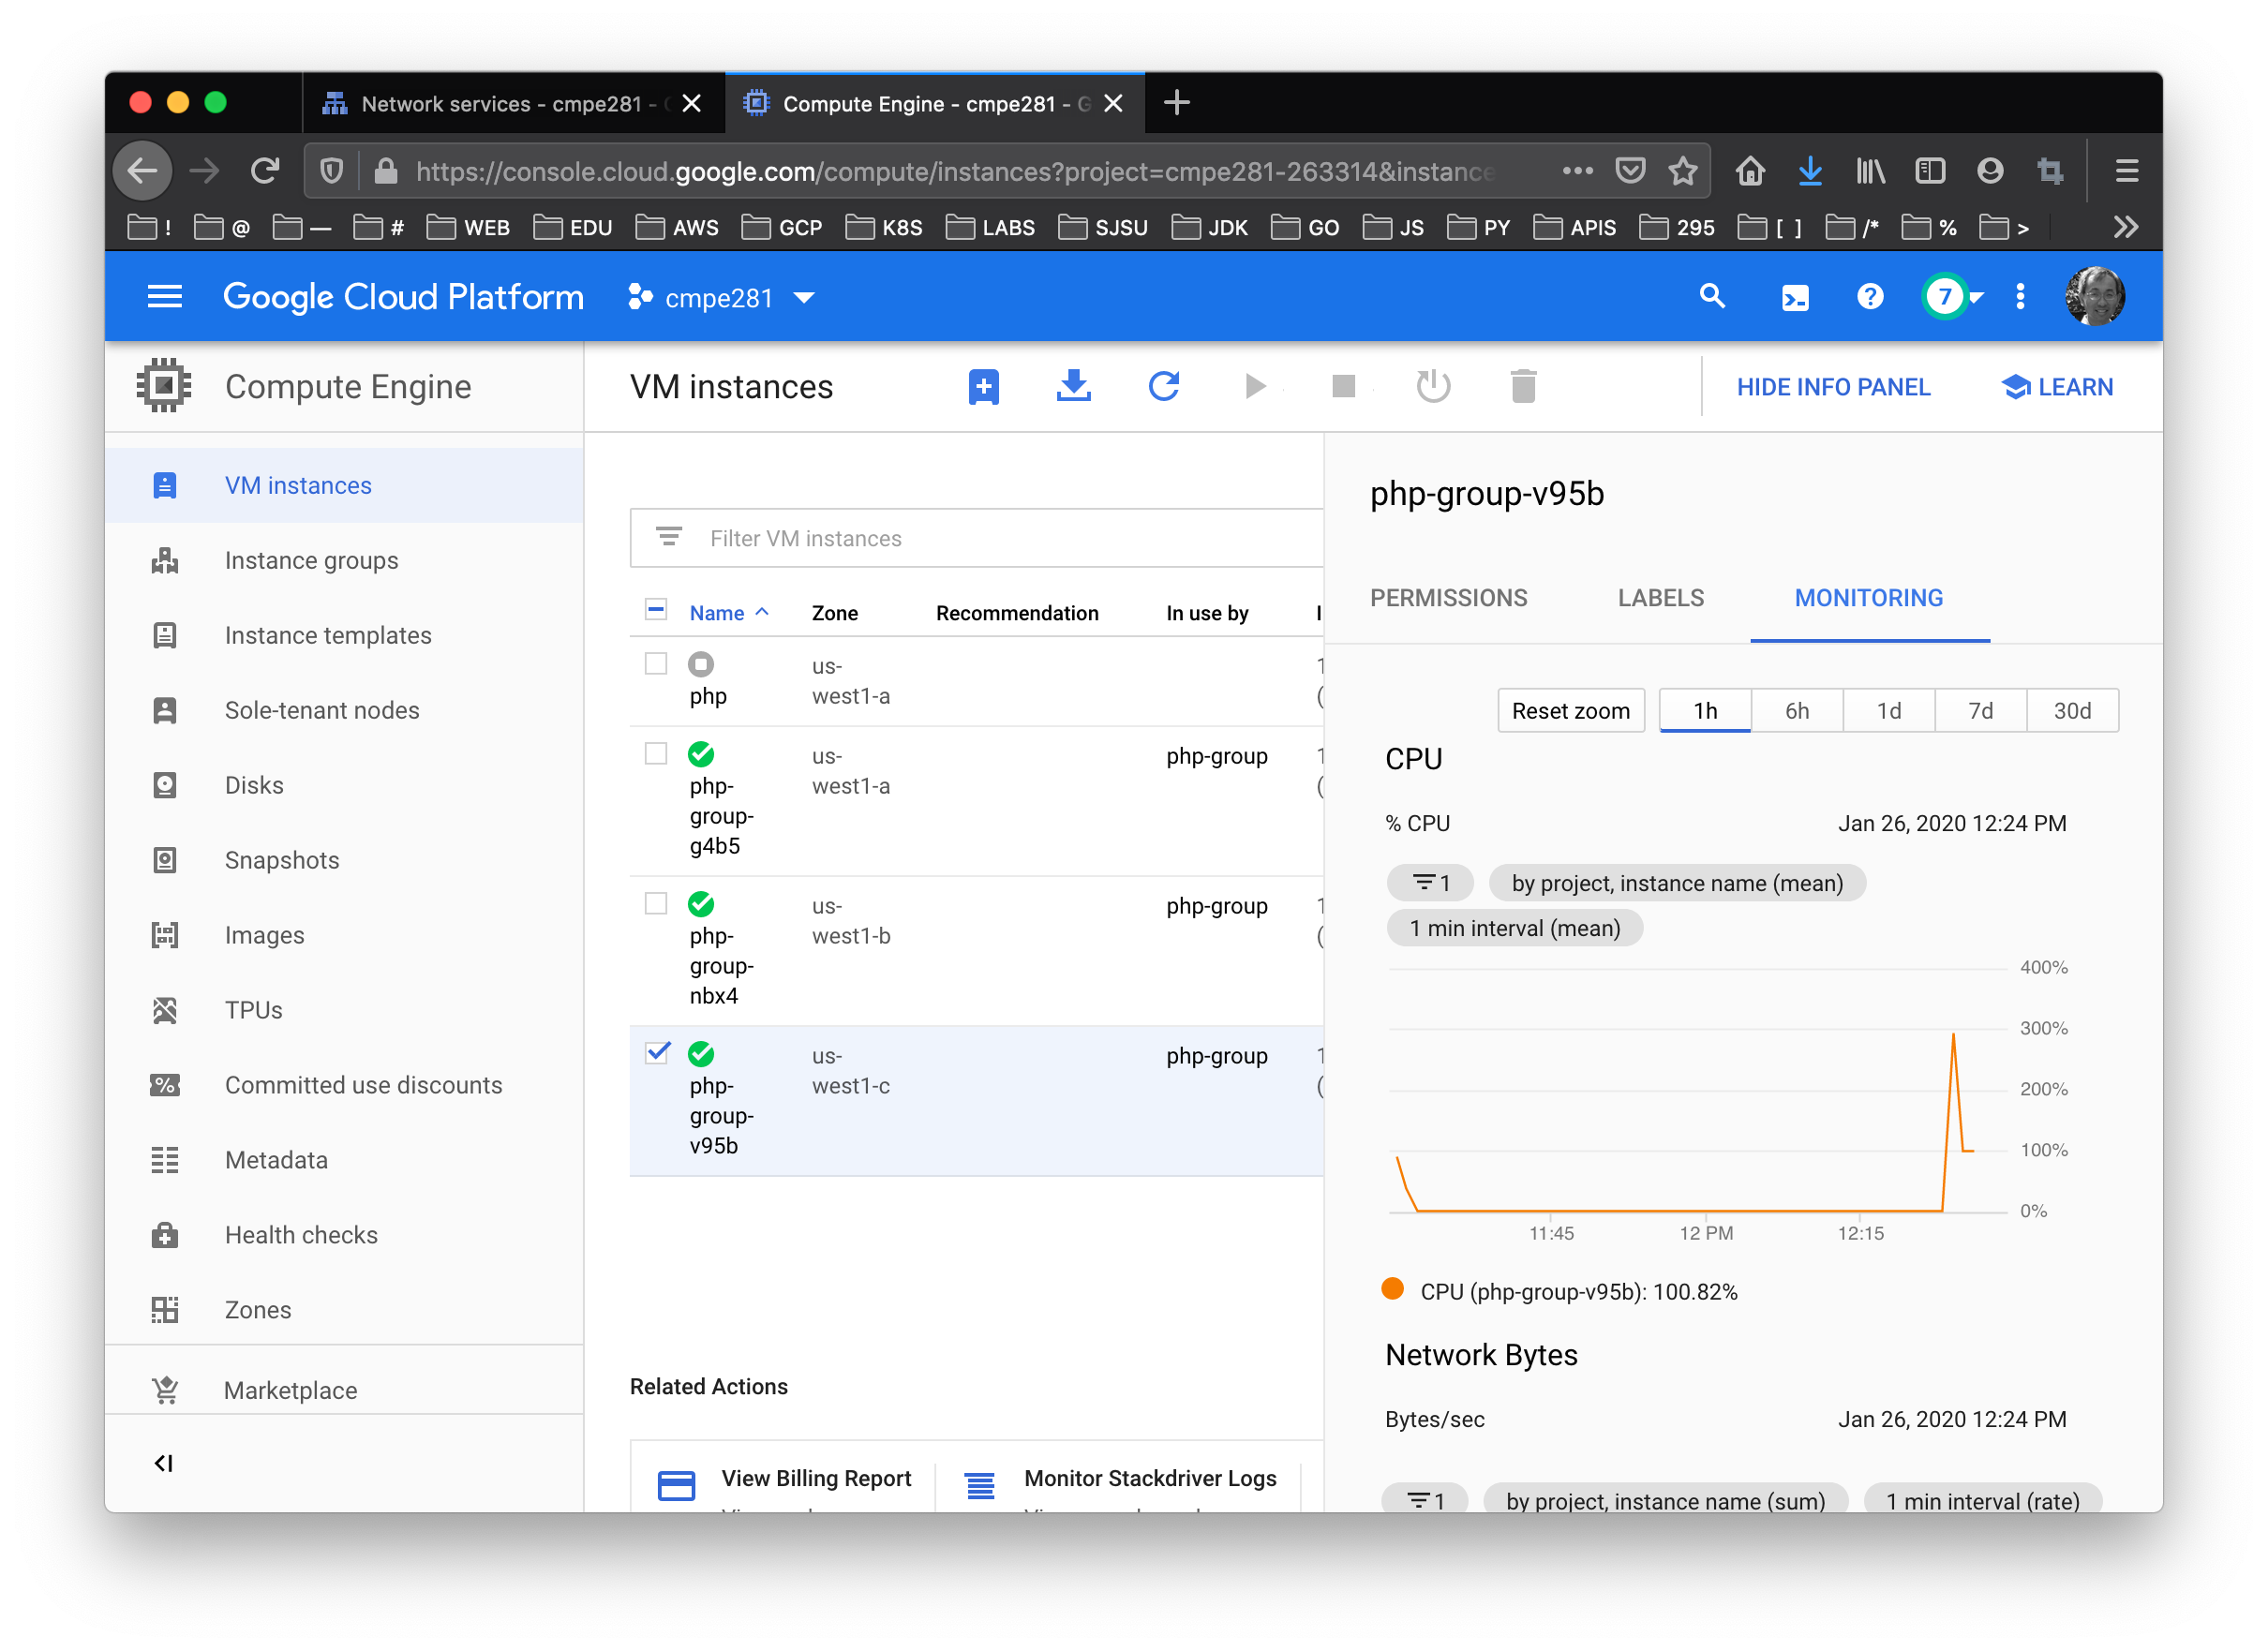 Network services - cmpe281 -
Compute Engine - cmpe281 - G
https://console.cloud.google.com/compute/instances?project=cmpe281-263314&instance
! @ — # WEB EDU AWS GCP K8S LABS SJSU JDK GO JS PY APIS 295 [ ] /* % >
Google Cloud Platform cmpe281 7
Compute Engine
VM instances
HIDE INFO PANEL
LEARN
VM instances
Instance groups
Instance templates
Sole-tenant nodes
Disks
Snapshots
Images
TPUs
Committed use discounts
Metadata
Health checks
Zones
Marketplace
Filter VM instances
Name Zone Recommendation In use by I
php
us-
west1-a
1
(
php-
group-
g4b5
us-
west1-a
php-group
1
(
php-
group-
nbx4
us-
west1-b
php-group
1
(
php-
group-
v95b
us-
west1-c
php-group
1
(
Related Actions
View Billing Report
Monitor Stackdriver Logs
php-group-v95b
PERMISSIONS LABELS MONITORING
Reset zoom 1h 6h 1d 7d 30d
CPU
% CPU Jan 26, 2020 12:24 PM
1 by project, instance name (mean)
1 min interval (mean)
400%
300%
200%
100%
0%
11:45 12 PM 12:15
CPU (php-group-v95b): 100.82%
Network Bytes
Bytes/sec Jan 26, 2020 12:24 PM
1 by project, instance name (sum) 1 min interval (rate)